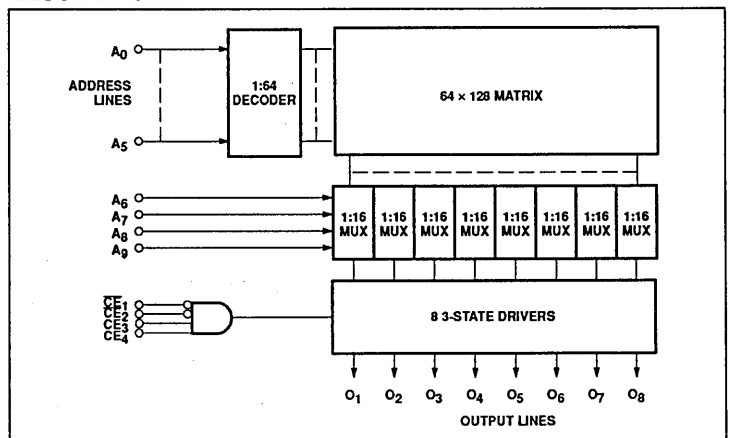 A0
ADDRESS
LINES
A5
1:64
DECODER
64 × 128 MATRIX
A6
A7
A8
A9
1:16
MUX
1:16
MUX
1:16
MUX
1:16
MUX
1:16
MUX
1:16
MUX
1:16
MUX
1:16
MUX
CE1
CE2
CE3
CE4
8 3-STATE DRIVERS
O1 O2 O3 O4 O5 O6 O7 O8
OUTPUT LINES